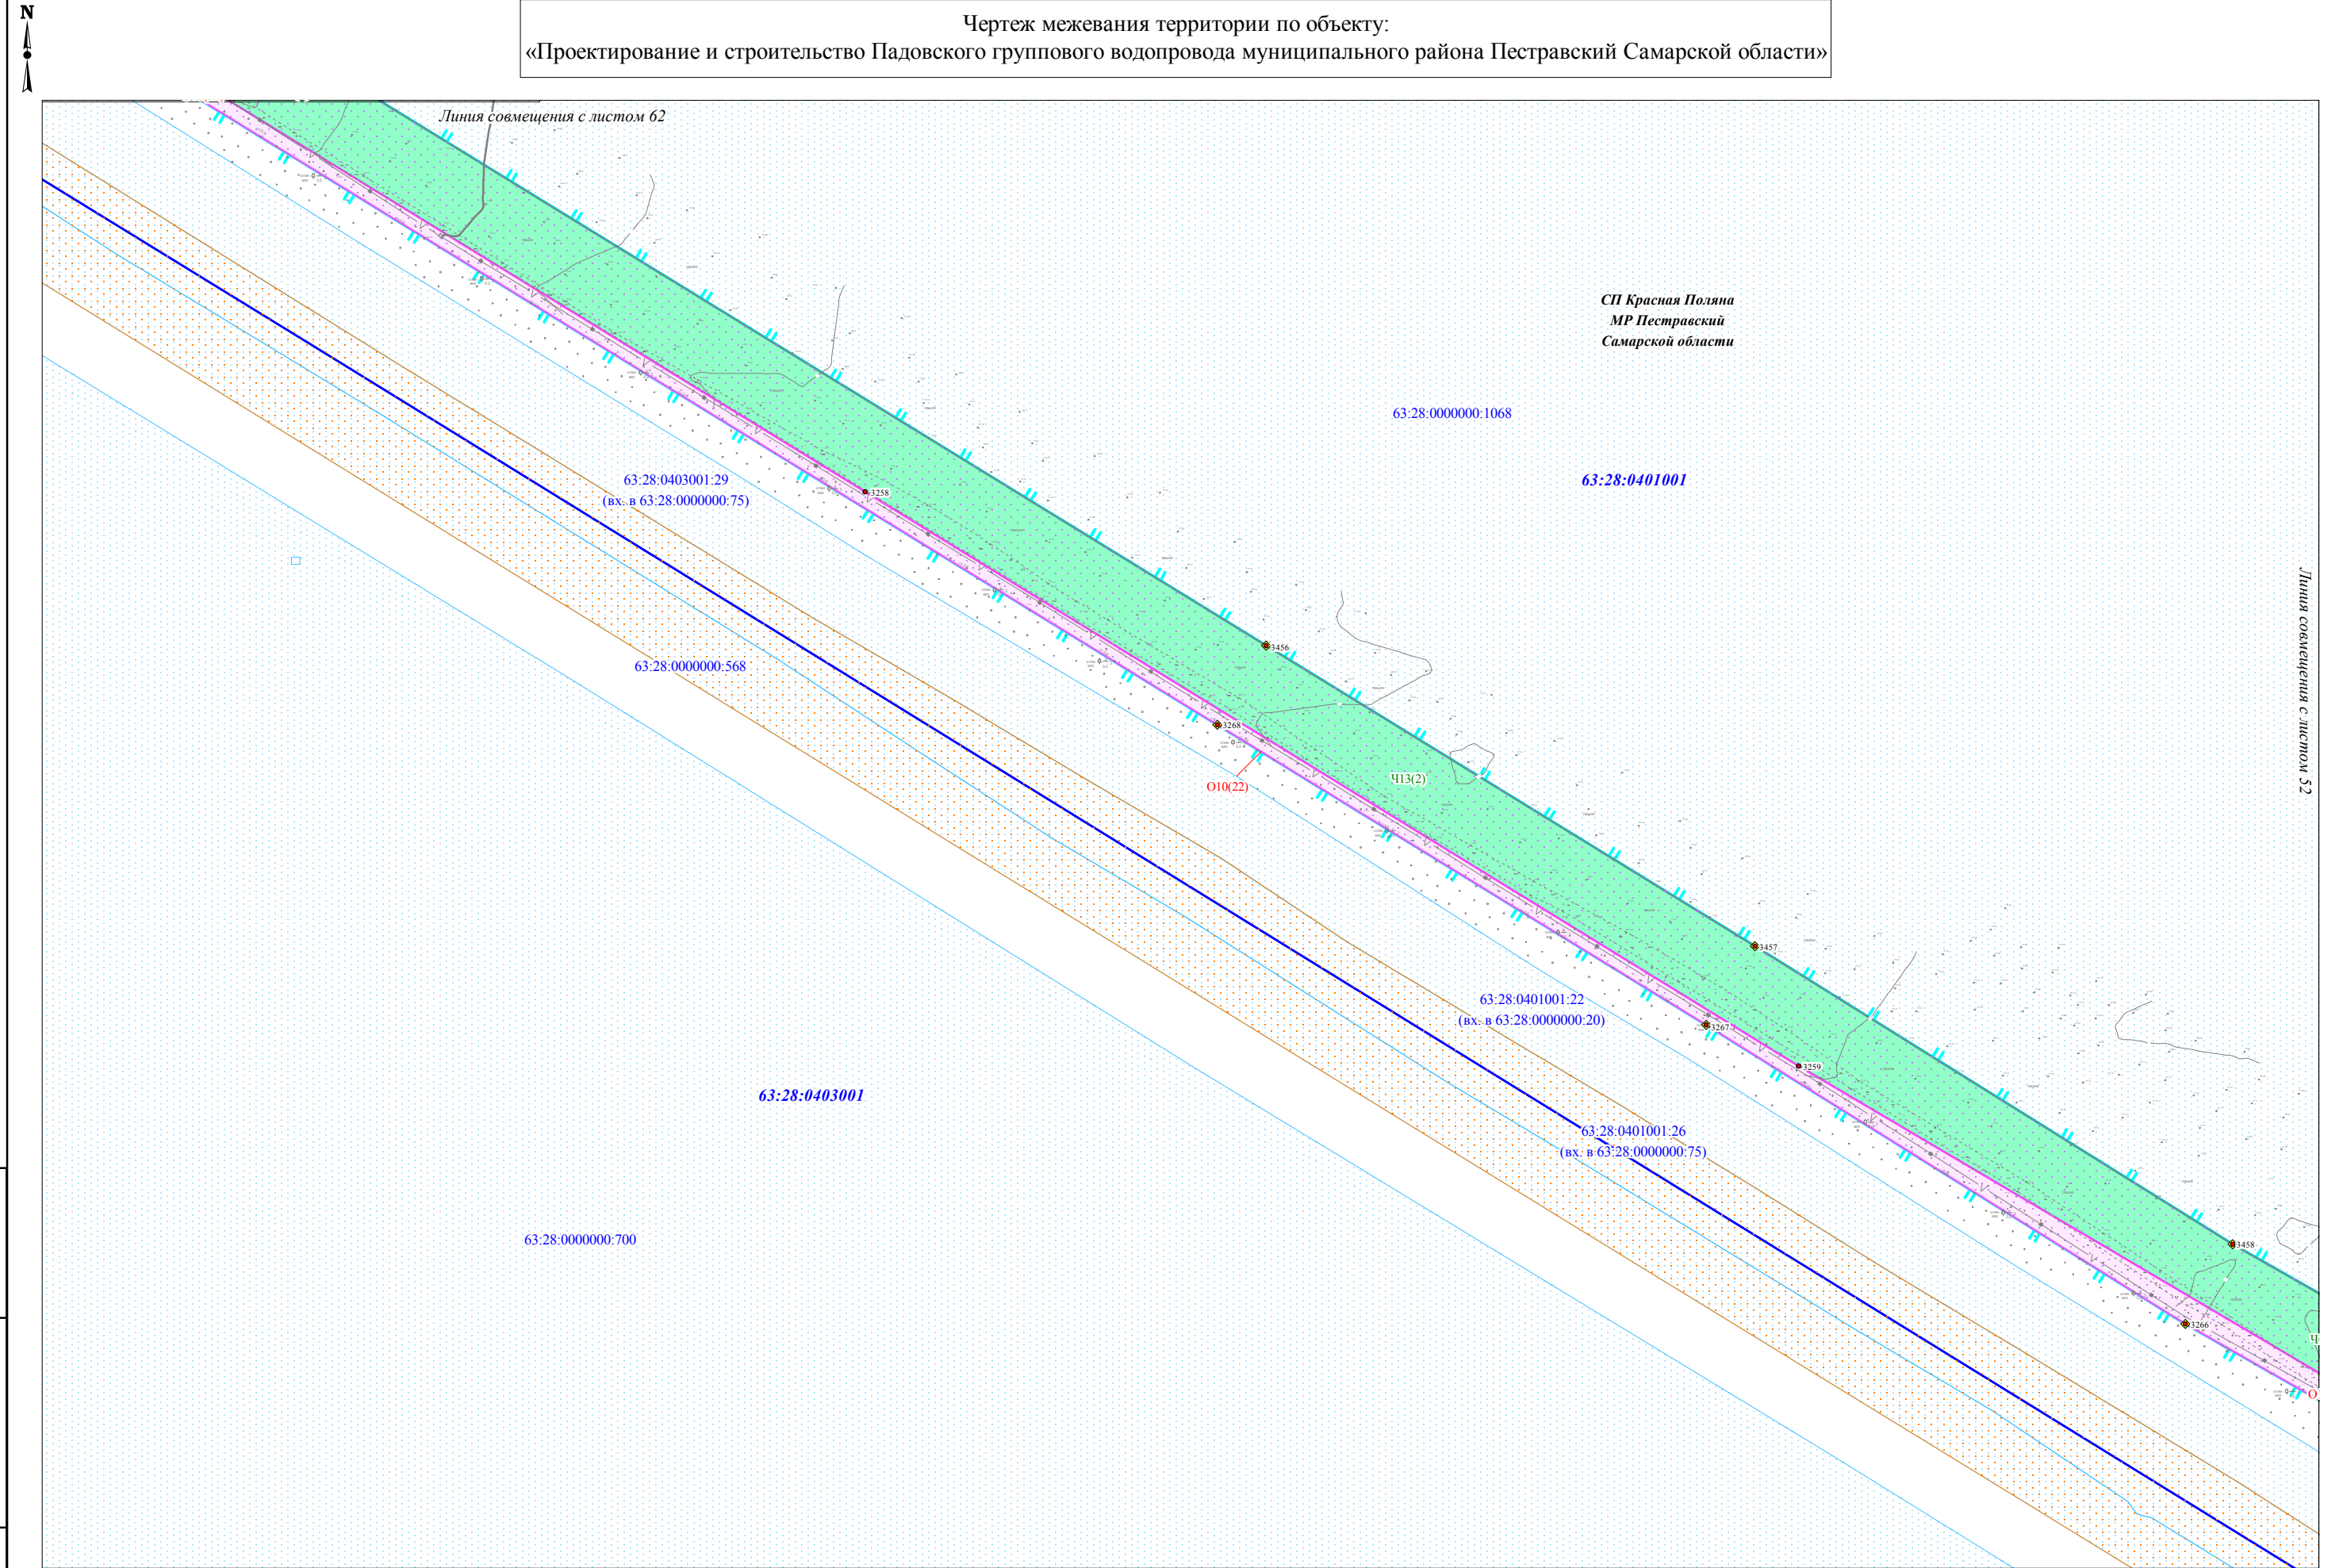 N
Чертеж межевания территории по объекту:
«Проектирование и строительство Падовского группового водопровода муниципального района Пестравский Самарской области»
Линия совмещения с листом 62
СП Красная Поляна
МР Пестравский
Самарской области
63:28:0000000:1068
63:28:0401001
63:28:0403001:29
(вх. в 63:28:0000000:75)
3258
Линия совмещения с листом 52
3456
63:28:0000000:568
3268
Ч13(2)
О10(22)
3457
63:28:0401001:22
(вх. в 63:28:0000000:20)
3267
3259
63:28:0403001
63:28:0401001:26
(вх. в 63:28:0000000:75)
63:28:0000000:700
3458
3266
Ч
О